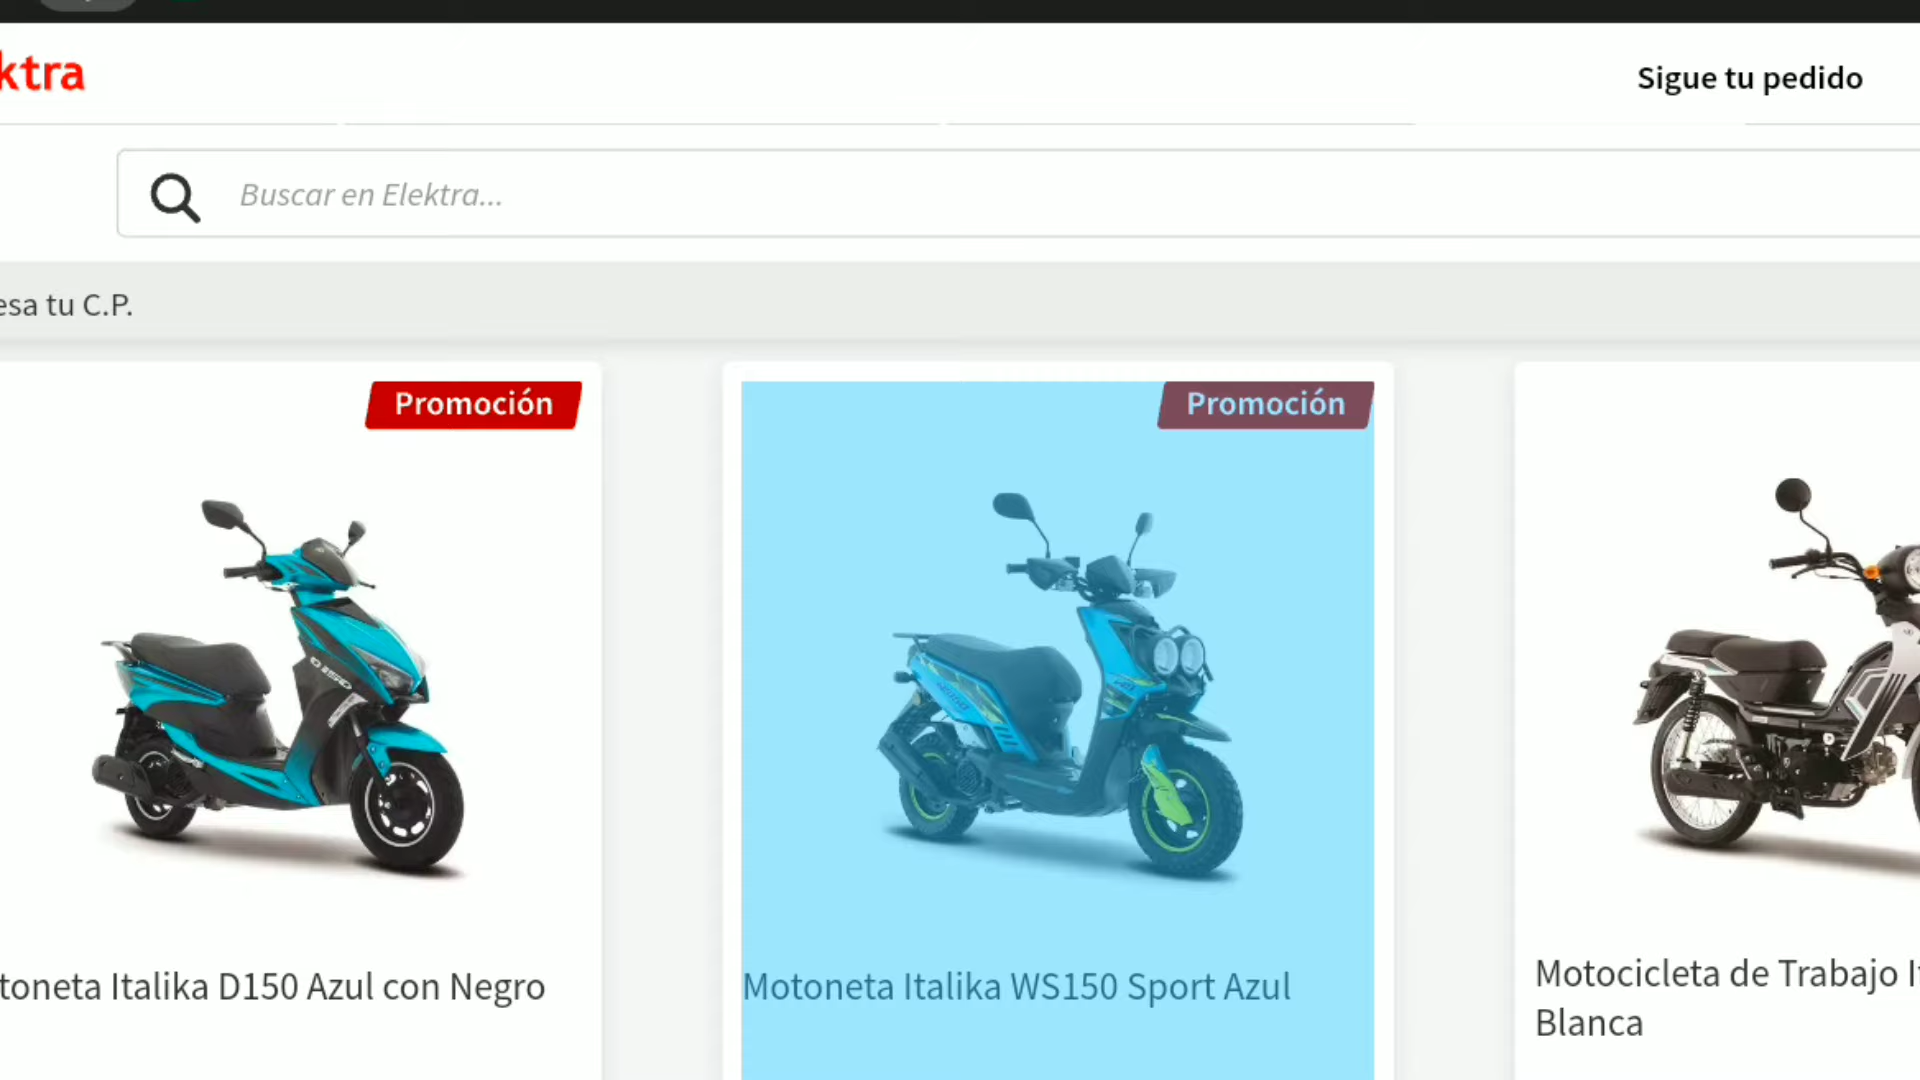 ktra
Sigue tu pedido
Buscar en Elektra...
esa tu C.P.
Promoción
Promoción
toneta Italika D150 Azul con Negro
Motoneta Italika WS150 Sport Azul
Motocicleta de Trabajo It
Blanca